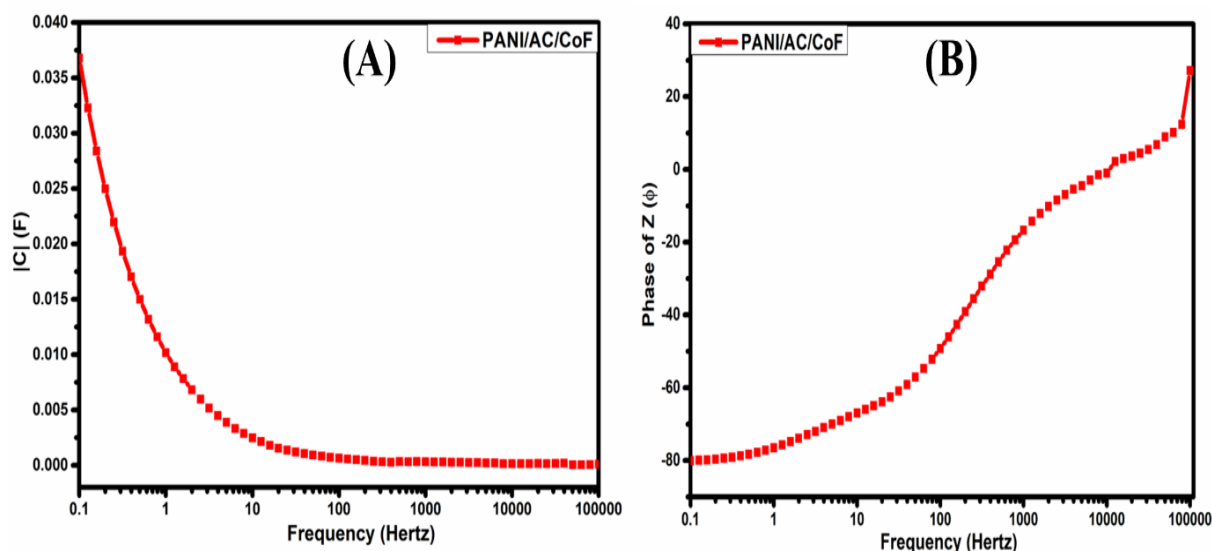 (A)
PANI/AC/CoF
|C| (F)
0.040
0.035
0.030
0.025
0.020
0.015
0.010
0.005
0.000
0.1 1 10 100 1000 10000 100000
Frequency (Hertz)
(B)
PANI/AC/CoF
Phase of Z (ϕ)
40
20
0
-20
-40
-60
-80
0.1 1 10 100 1000 10000 100000
Frequency (Hertz)